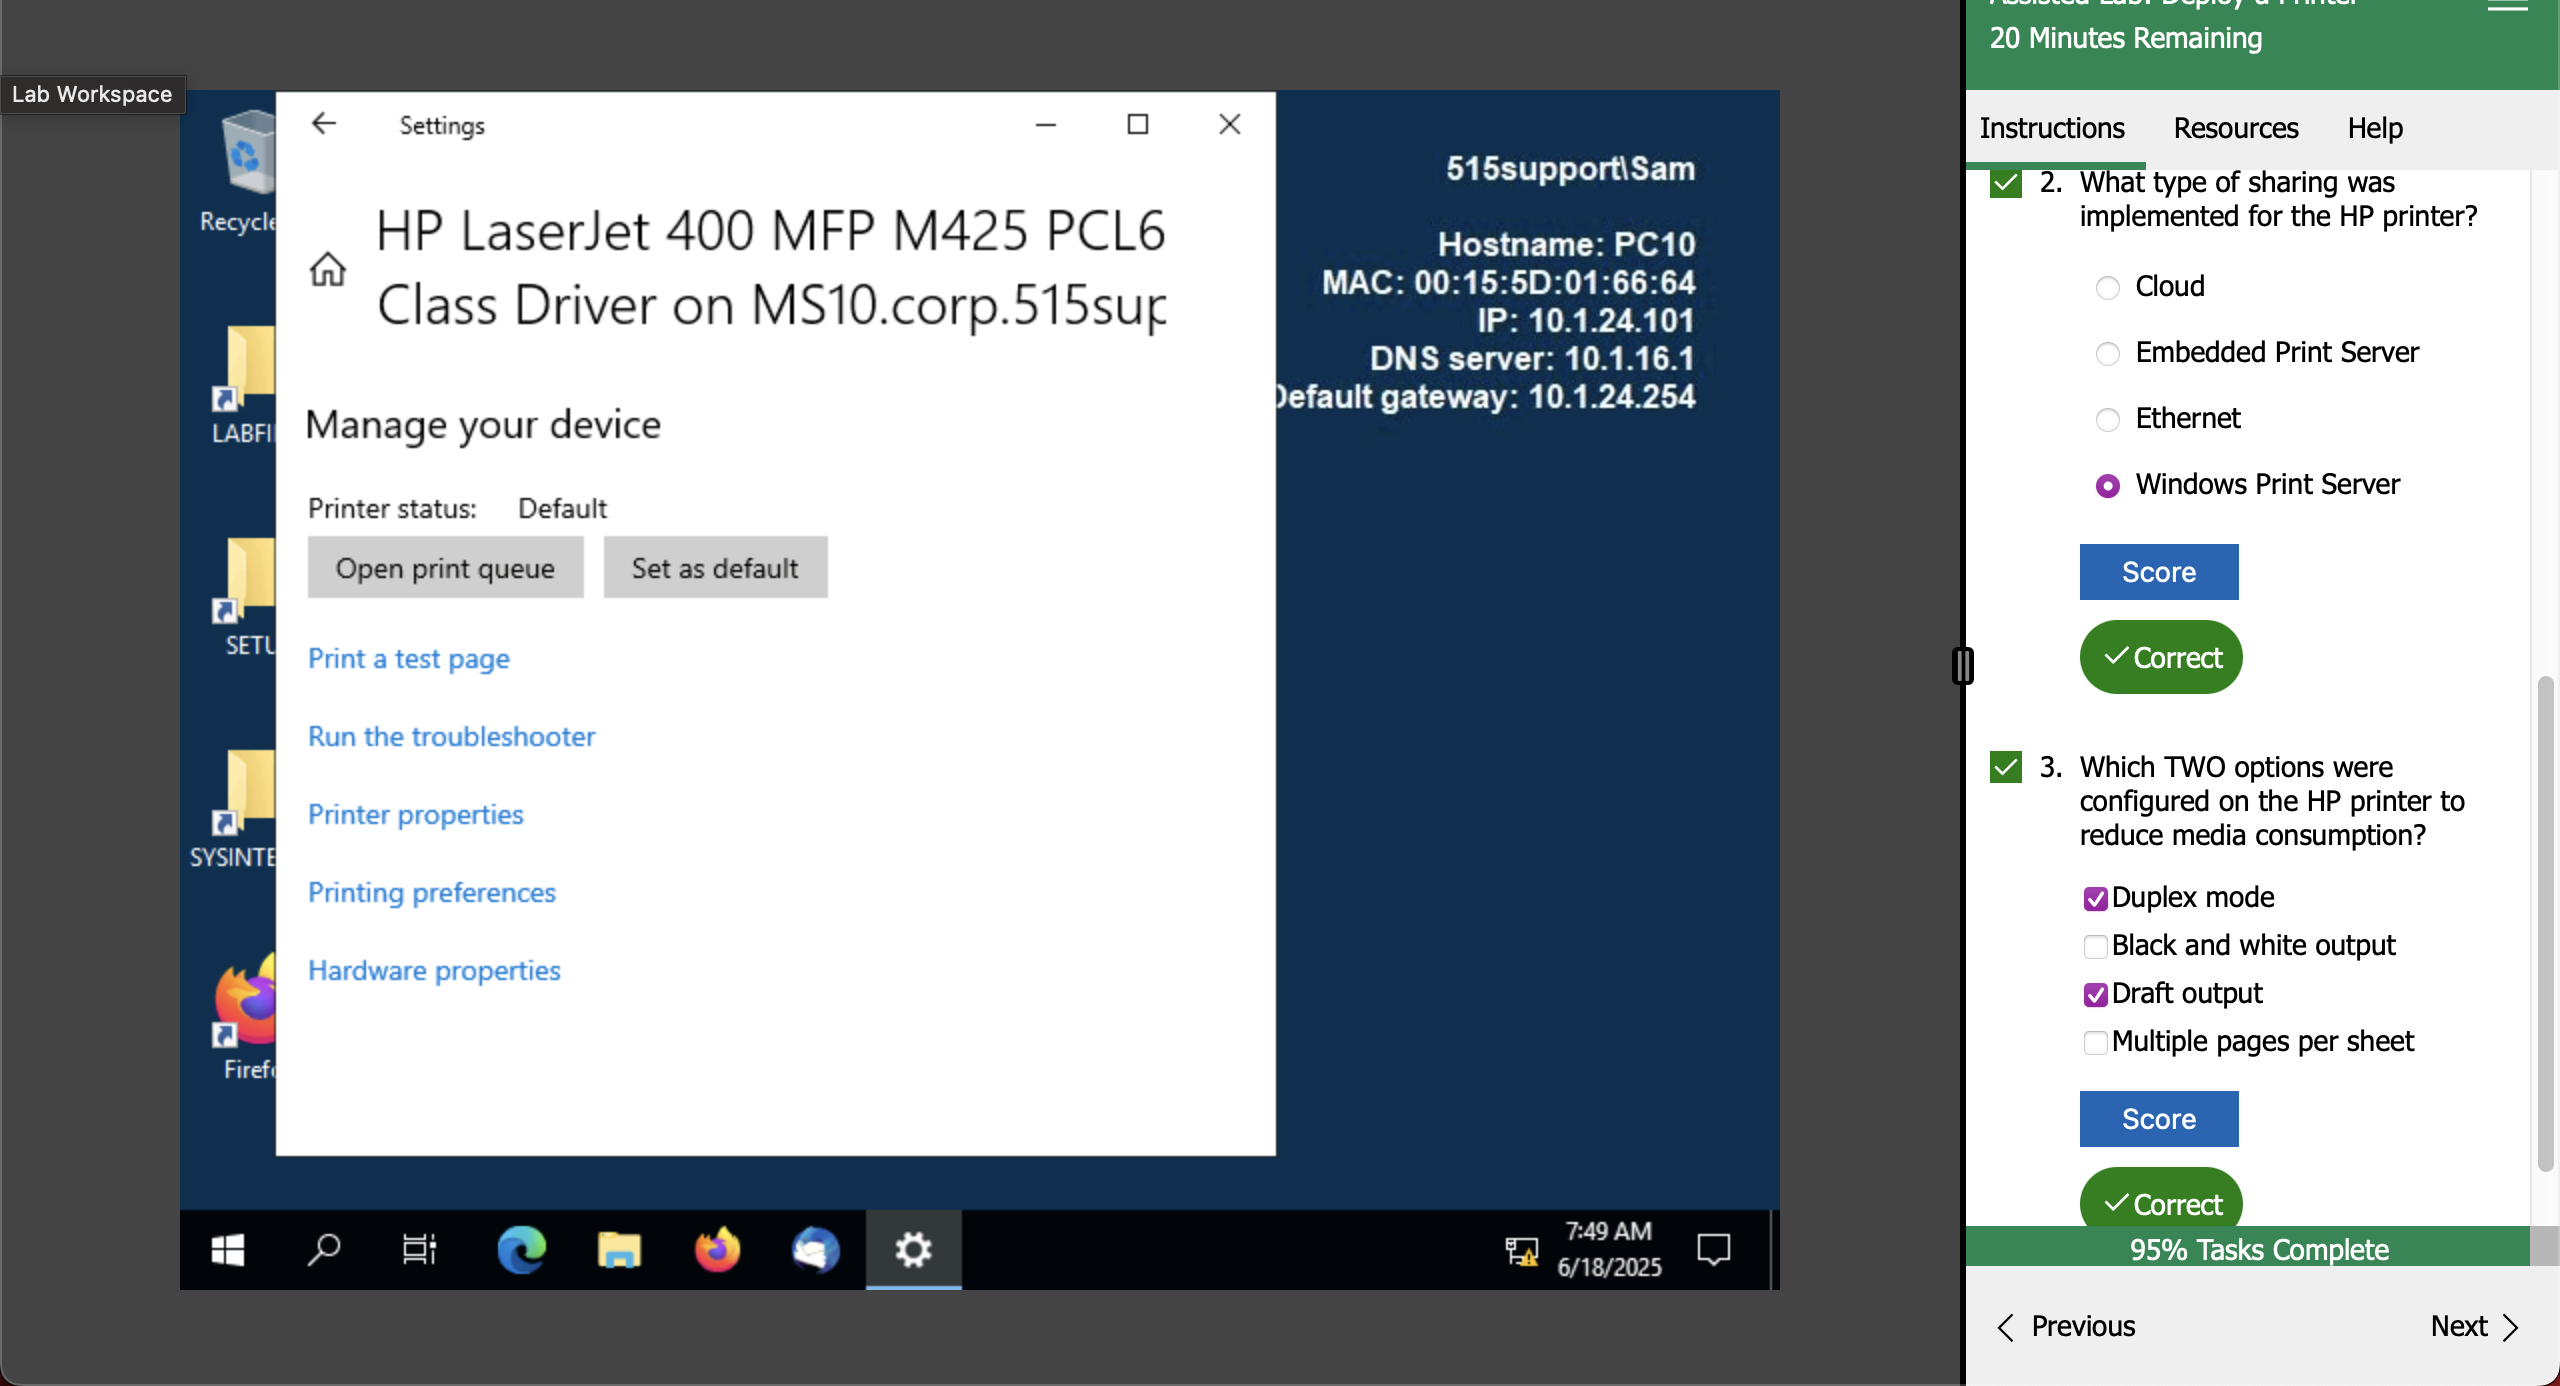 Assisted Lab: Deploy a Printer
20 Minutes Remaining
Lab Workspace
Instructions
Resources
Help
Recycle
LABFI
SETU
SYSINTE
Firef
Settings
HP LaserJet 400 MFP M425 PCL6
Class Driver on MS10.corp.515sup
Manage your device
Printer status: Default
Open print queue
Set as default
Print a test page
Run the troubleshooter
Printer properties
Printing preferences
Hardware properties
515support\Sam
Hostname: PC10
MAC: 00:15:5D:01:66:64
IP: 10.1.24.101
DNS server: 10.1.16.1
Default gateway: 10.1.24.254
7:49 AM
6/18/2025
2. What type of sharing was
implemented for the HP printer?
Cloud
Embedded Print Server
Ethernet
Windows Print Server
Score
Correct
3. Which TWO options were
configured on the HP printer to
reduce media consumption?
Duplex mode
Black and white output
Draft output
Multiple pages per sheet
Score
Correct
95% Tasks Complete
Previous
Next